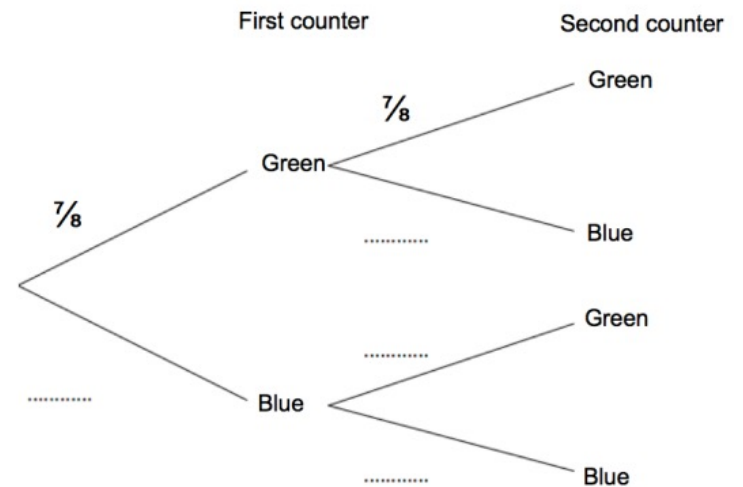 First counter
Second counter
Green
⅞
Green
⅞
............
Blue
Green
............
............
Blue
............
Blue